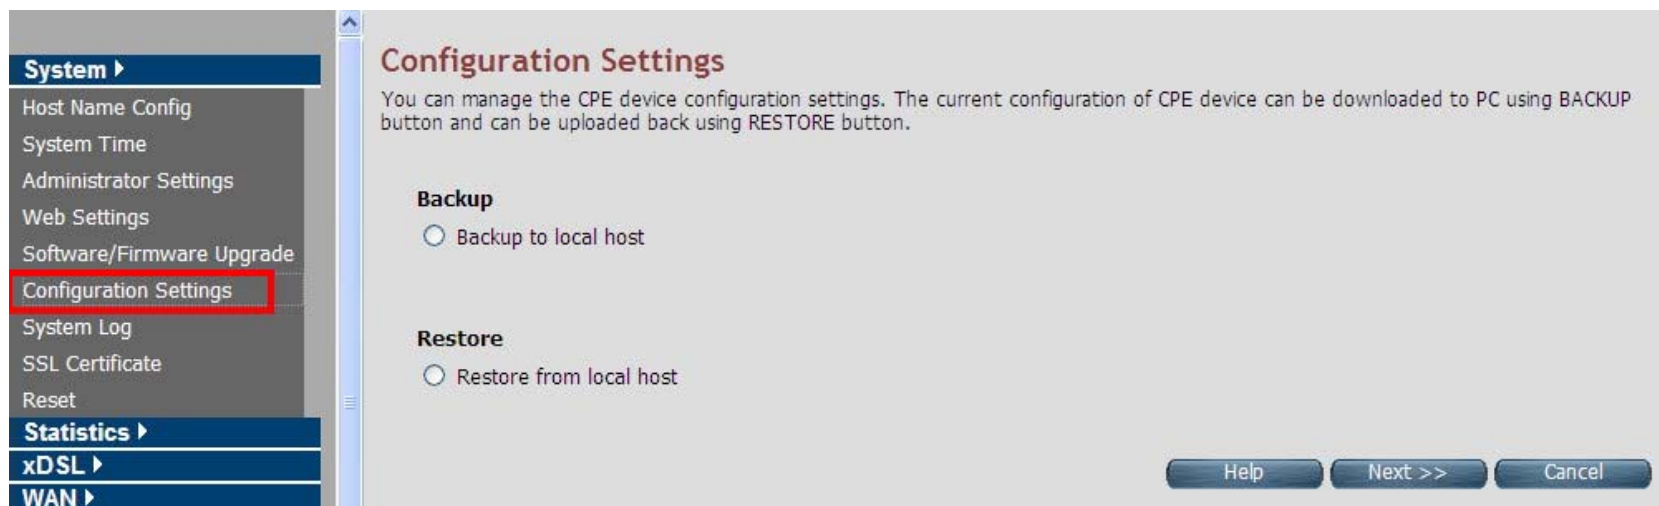 System
Host Name Config
System Time
Administrator Settings
Web Settings
Software/Firmware Upgrade
Configuration Settings
System Log
SSL Certificate
Reset
Statistics
xDSL
WAN
Configuration Settings
You can manage the CPE device configuration settings. The current configuration of CPE device can be downloaded to PC using BACKUP
button and can be uploaded back using RESTORE button.
Backup
Backup to local host
Restore
Restore from local host
Help
Next >>
Cancel